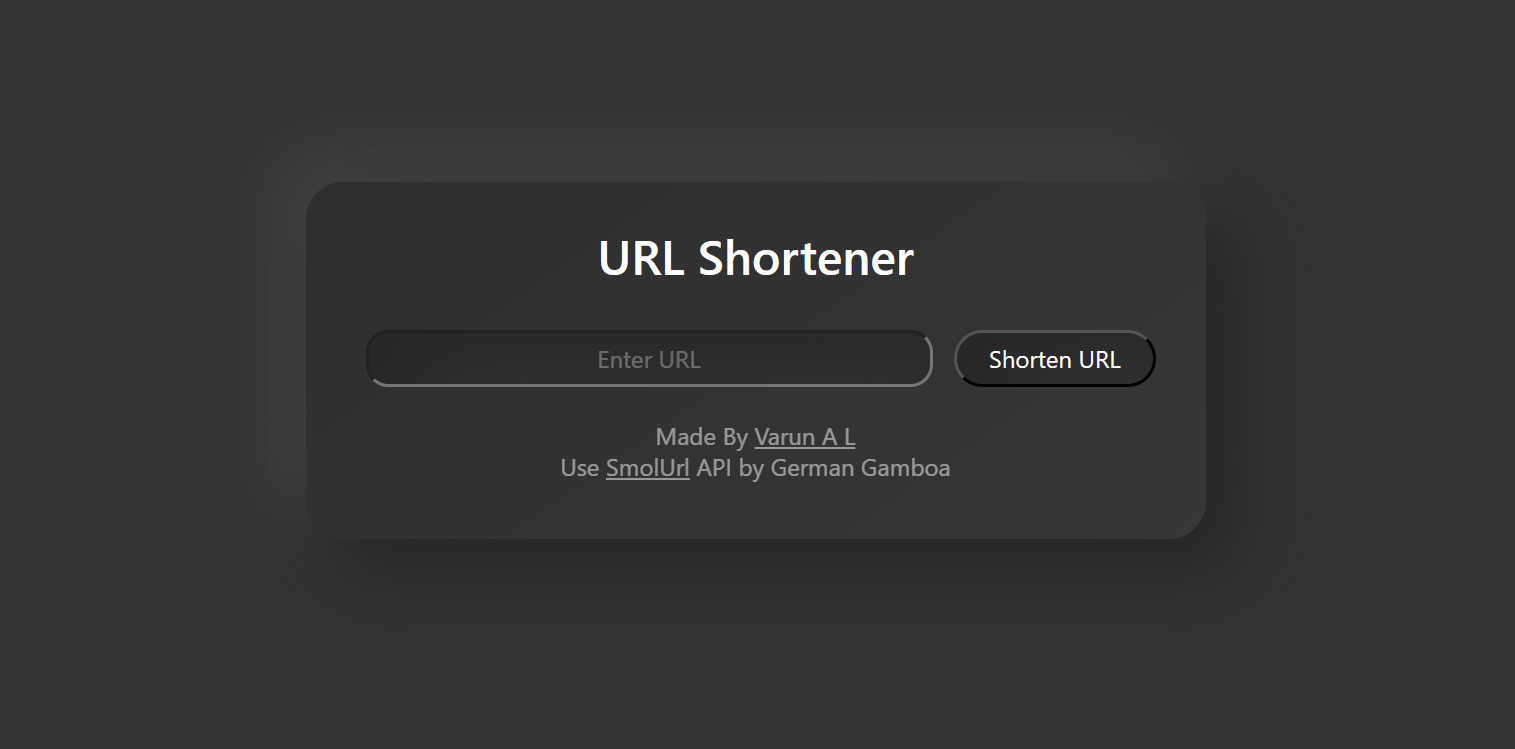 URL Shortener
Enter URL
Shorten URL
Made By Varun A L
Use SmolUrl API by German Gamboa